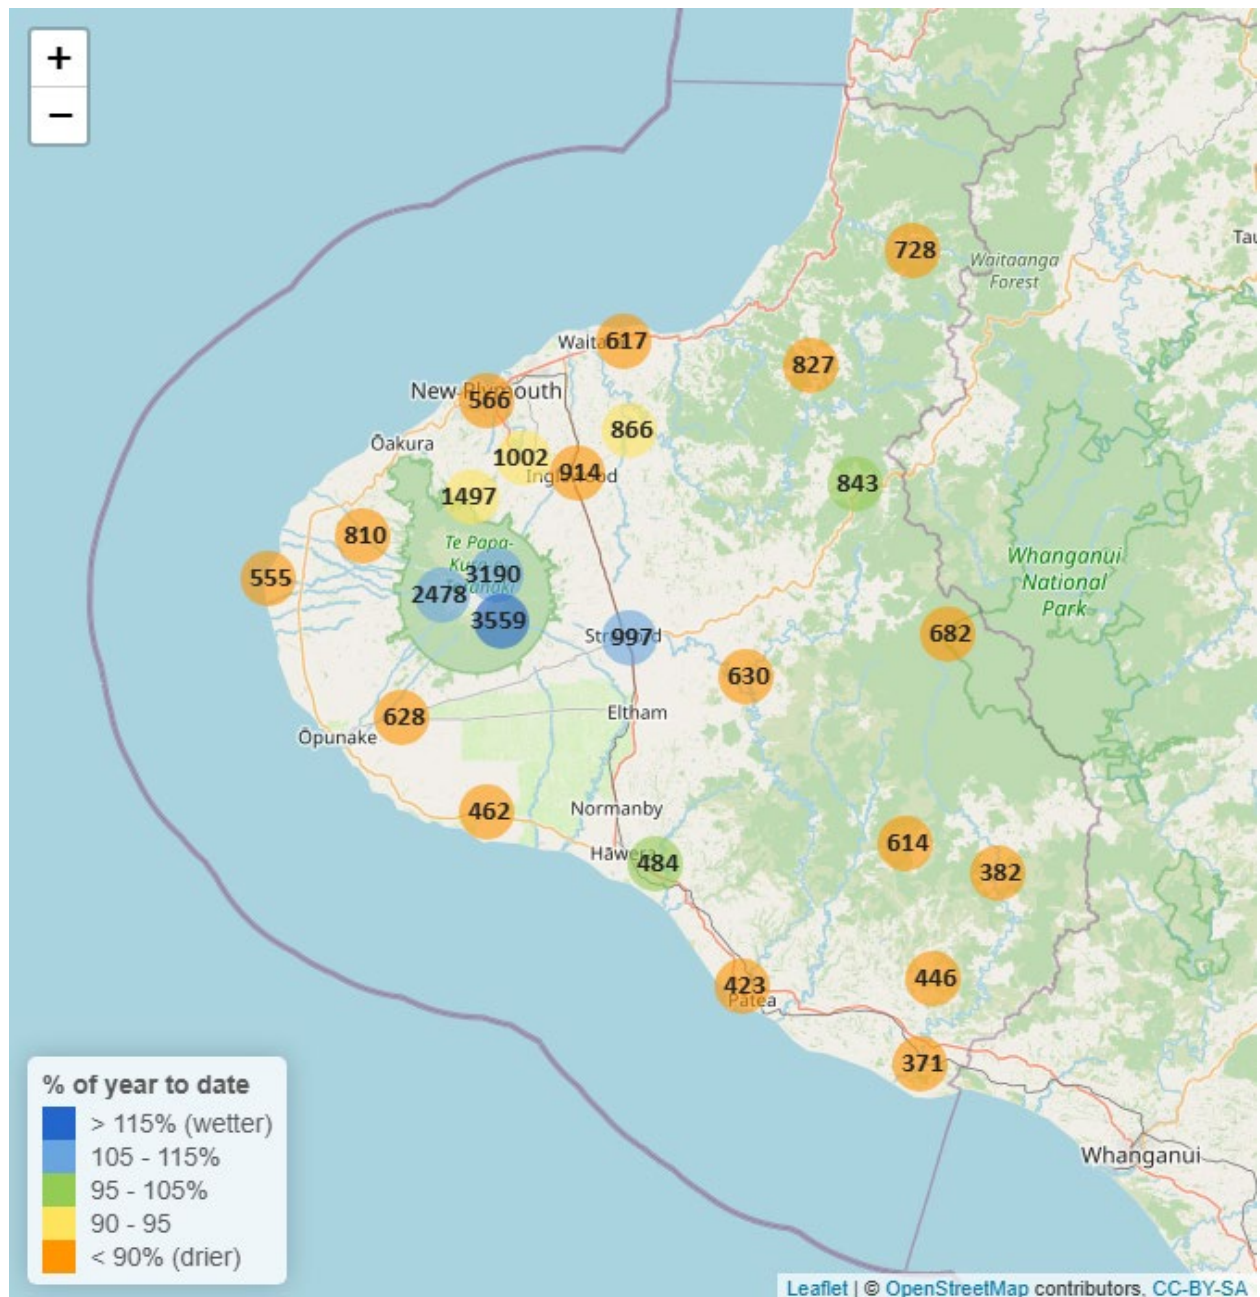 +
−
728
Waitaanga
Forest
Tau
617
827
New Plymouth
566
866
Ōakura
1002
914
843
1497
810
Te Papa-
3190
555
2478
3559
Whanganui
National
Park
997
682
630
Eltham
628
Ōpunake
462
Normanby
Hāwera
484
614
382
423
Patea
446
371
Whanganui
% of year to date
> 115% (wetter)
105 - 115%
95 - 105%
90 - 95
< 90% (drier)
Leaflet | © OpenStreetMap contributors, CC-BY-SA